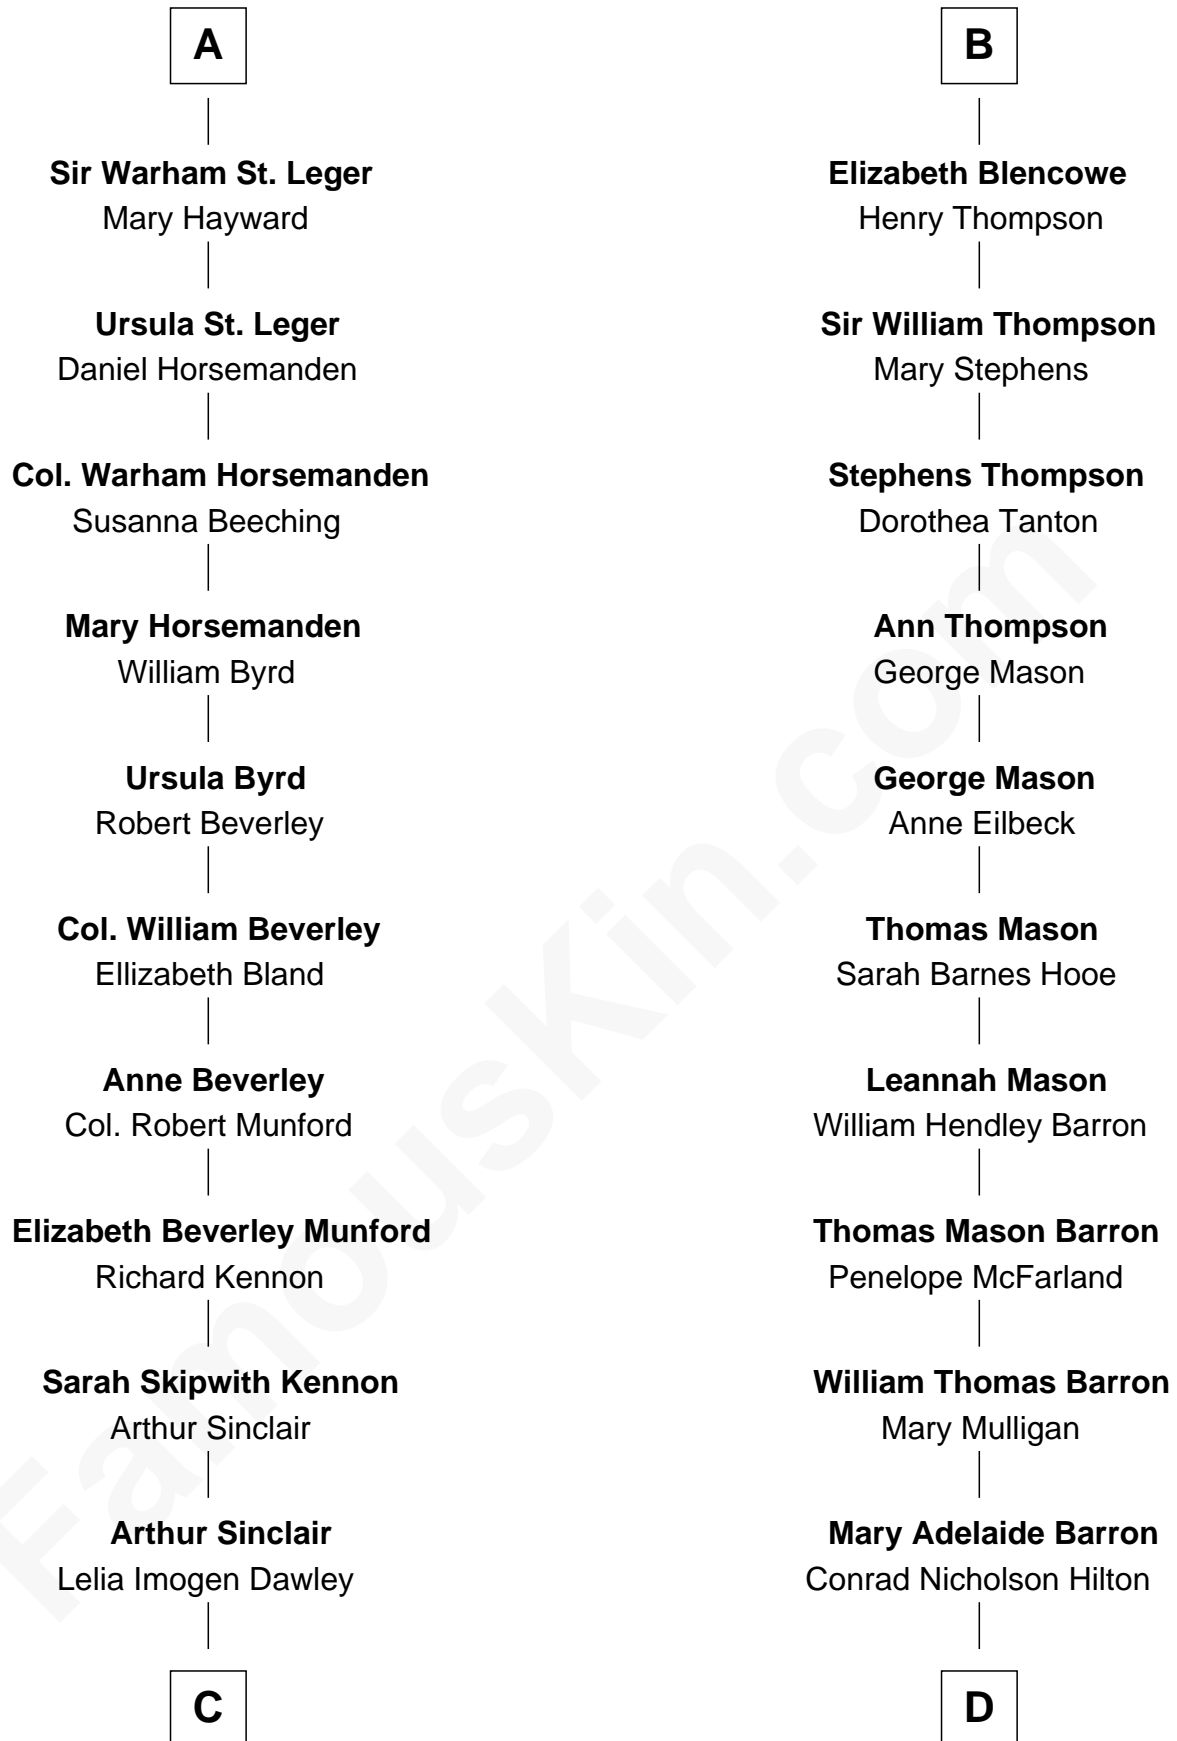 A
Sir Warham St. Leger
Mary Hayward
Ursula St. Leger
Daniel Horsemanden
Col. Warham Horsemanden
Susanna Beeching
Mary Horsemanden
William Byrd
Ursula Byrd
Robert Beverley
Col. William Beverley
Ellizabeth Bland
Anne Beverley
Col. Robert Munford
Elizabeth Beverley Munford
Richard Kennon
Sarah Skipwith Kennon
Arthur Sinclair
Arthur Sinclair
Lelia Imogen Dawley
C
B
Elizabeth Blencowe
Henry Thompson
Sir William Thompson
Mary Stephens
Stephens Thompson
Dorothea Tanton
Ann Thompson
George Mason
George Mason
Anne Eilbeck
Thomas Mason
Sarah Barnes Hooe
Leannah Mason
William Hendley Barron
Thomas Mason Barron
Penelope McFarland
William Thomas Barron
Mary Mulligan
Mary Adelaide Barron
Conrad Nicholson Hilton
D
FamousKin.com